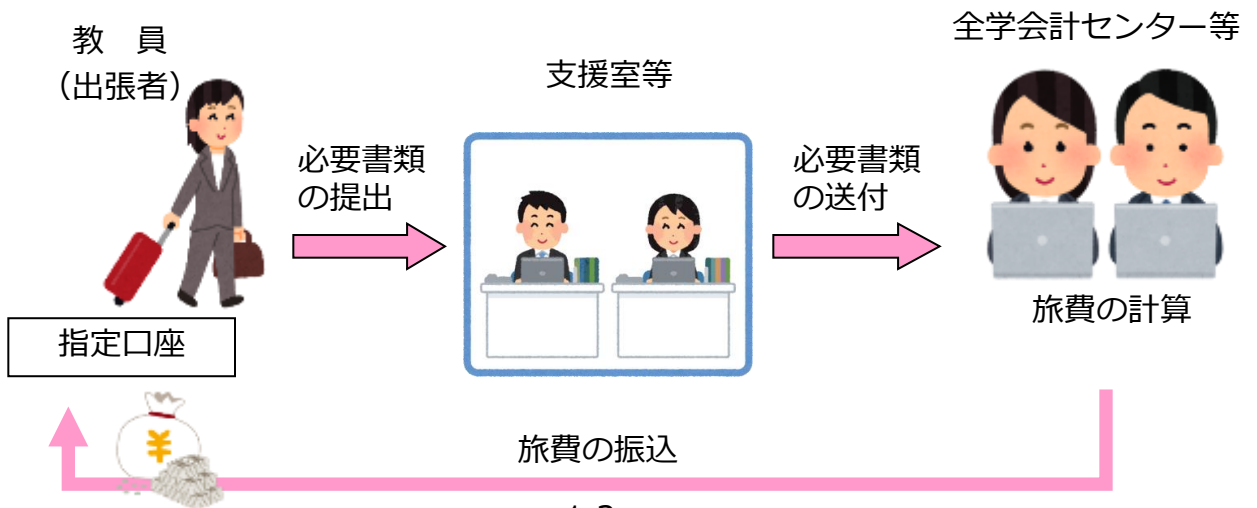 教　員
（出張者）
必要書類
の提出
支援室等
必要書類
の送付
全学会計センター等
旅費の計算
指定口座
¥
旅費の振込